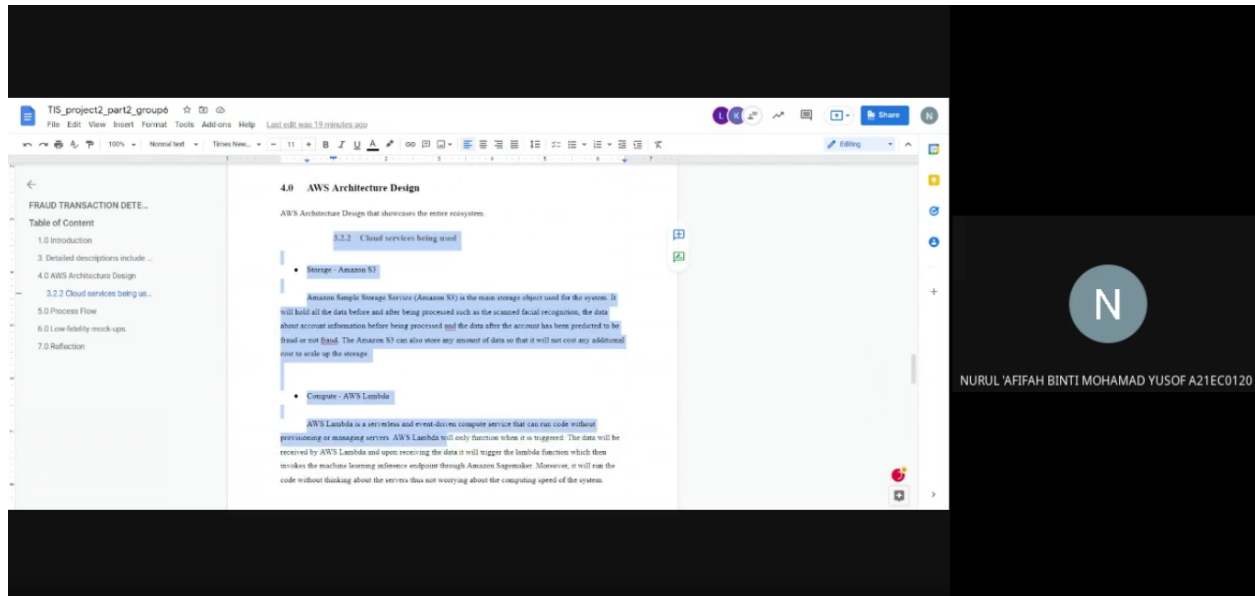 TIS_project2_part2_group6
File Edit View Insert Format Tools Add-ons Help Last edit was 19 minutes ago
L K Share N
100% Normal text Times New... 11 B I U A Editing
1 1 2 3 4 5 6 7
FRAUD TRANSACTION DETE...
Table of Content
1.0 Introduction
3. Detailed descriptions include ...
4.0 AWS Architecture Design
3.2.2 Cloud services being us...
5.0 Process Flow
6.0 Low-fidelity mock-ups.
7.0 Reflection
4.0 AWS Architecture Design
AWS Architecture Design that showcases the entire ecosystem.
3.2.2 Cloud services being used
● Storage - Amazon S3
Amazon Sample Storage Service (Amazon S3) is the main storage object used for the system. It
will hold all the data before and after being processed such as the scanned facial recognition, the data
about account information before being processed and the data after the account has been predicted to be
fraud or not fraud. The Amazon S3 can also store any amount of data so that it will not cost any additional
cost to scale up the storage.
● Compute - AWS Lambda
AWS Lambda is a serverless and event-driven compute service that can run code without
provisioning or managing servers. AWS Lambda will only function when it is triggered. The data will be
received by AWS Lambda and upon receiving the data it will trigger the lambda function which then
invokes the machine learning inference endpoint through Amazon Sagemaker. Moreover, it will run the
code without thinking about the servers thus not worrying about the computing speed of the system.
N
NURUL 'AFIFAH BINTI MOHAMAD YUSOF A21EC0120